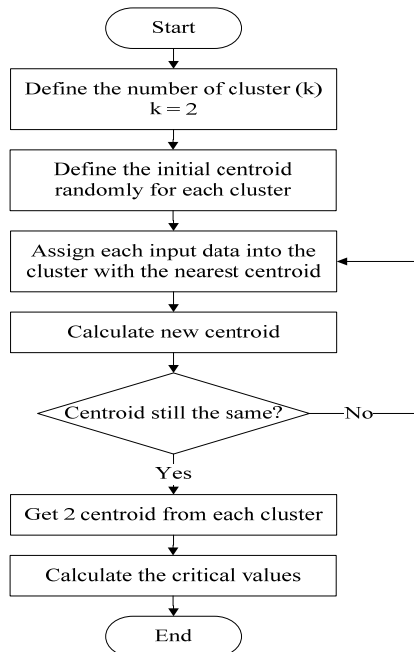 Start
Define the number of cluster (k)
k = 2
Define the initial centroid
randomly for each cluster
Assign each input data into the
cluster with the nearest centroid
Calculate new centroid
Centroid still the same?
No
Yes
Get 2 centroid from each cluster
Calculate the critical values
End